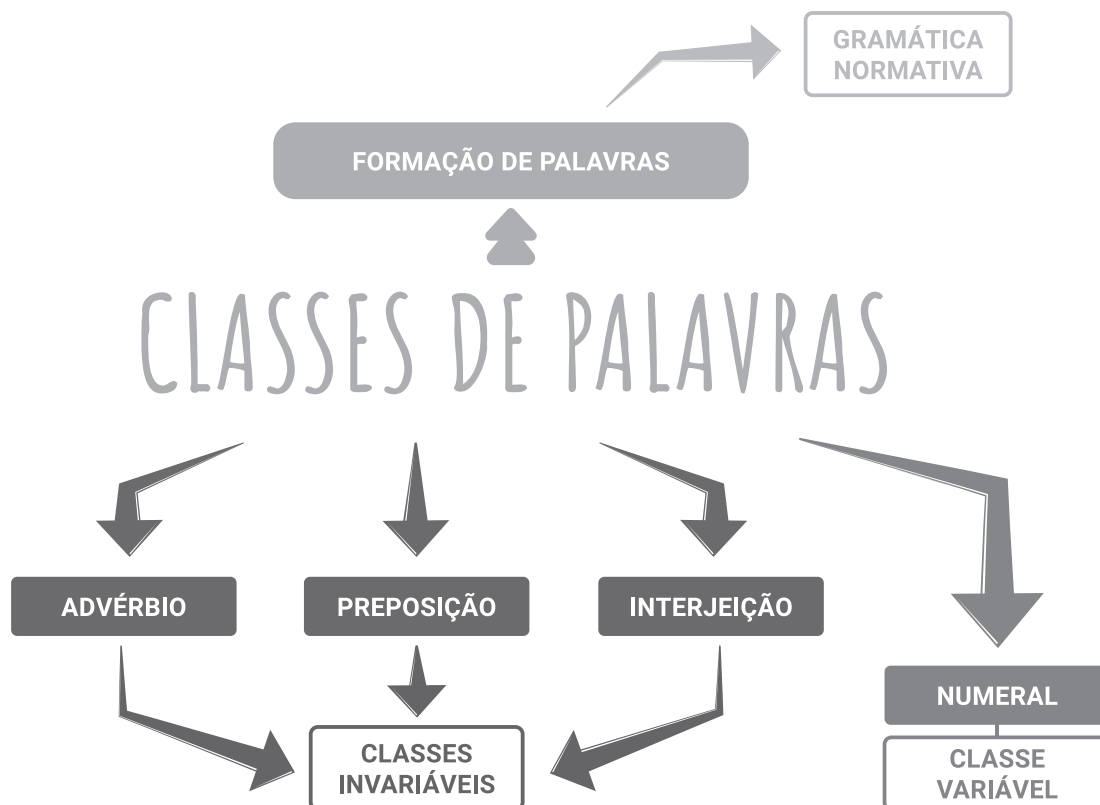 GRAMÁTICA
NORMATIVA
FORMAÇÃO DE PALAVRAS
CLASSES DE PALAVRAS
ADVÉRBIO
PREPOSIÇÃO
INTERJEIÇÃO
NUMERAL
CLASSES
INVARIÁVEIS
CLASSE
VARIÁVEL